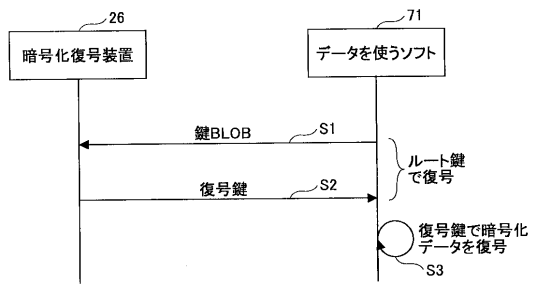 26
71
暗号化復号装置
データを使うソフト
鍵BLOB
S1
ルート鍵
で復号
復号鍵
S2
復号鍵で暗号化
データを復号
S3